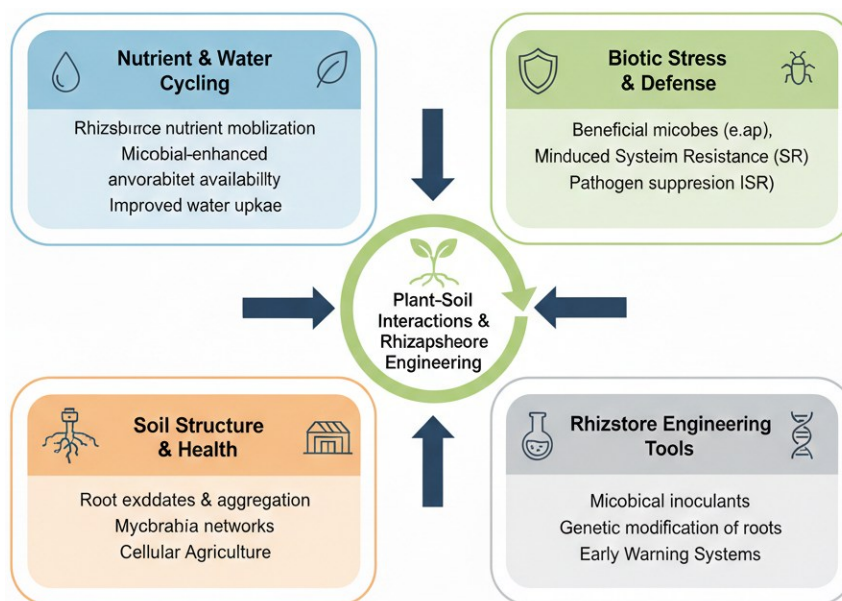 Nutrient & Water
Cycling
Rhizsbıırce nutrient moblization
Micobial-enhanced
anvorabitet availabillty
Improved water upkae
Biotic Stress
& Defense
Beneficial micobes (e.ap),
Minduced Systeim Resistance (SR)
Pathogen suppresion ISR)
Plant-Soil
Interactions &
Rhizapsheore
Engineering
Soil Structure
& Health
Root exddates & aggregation
Mycbrahia networks
Cellular Agriculture
Rhizstore Engineering
Tools
Micobical inoculants
Genetic modification of roots
Early Warning Systems